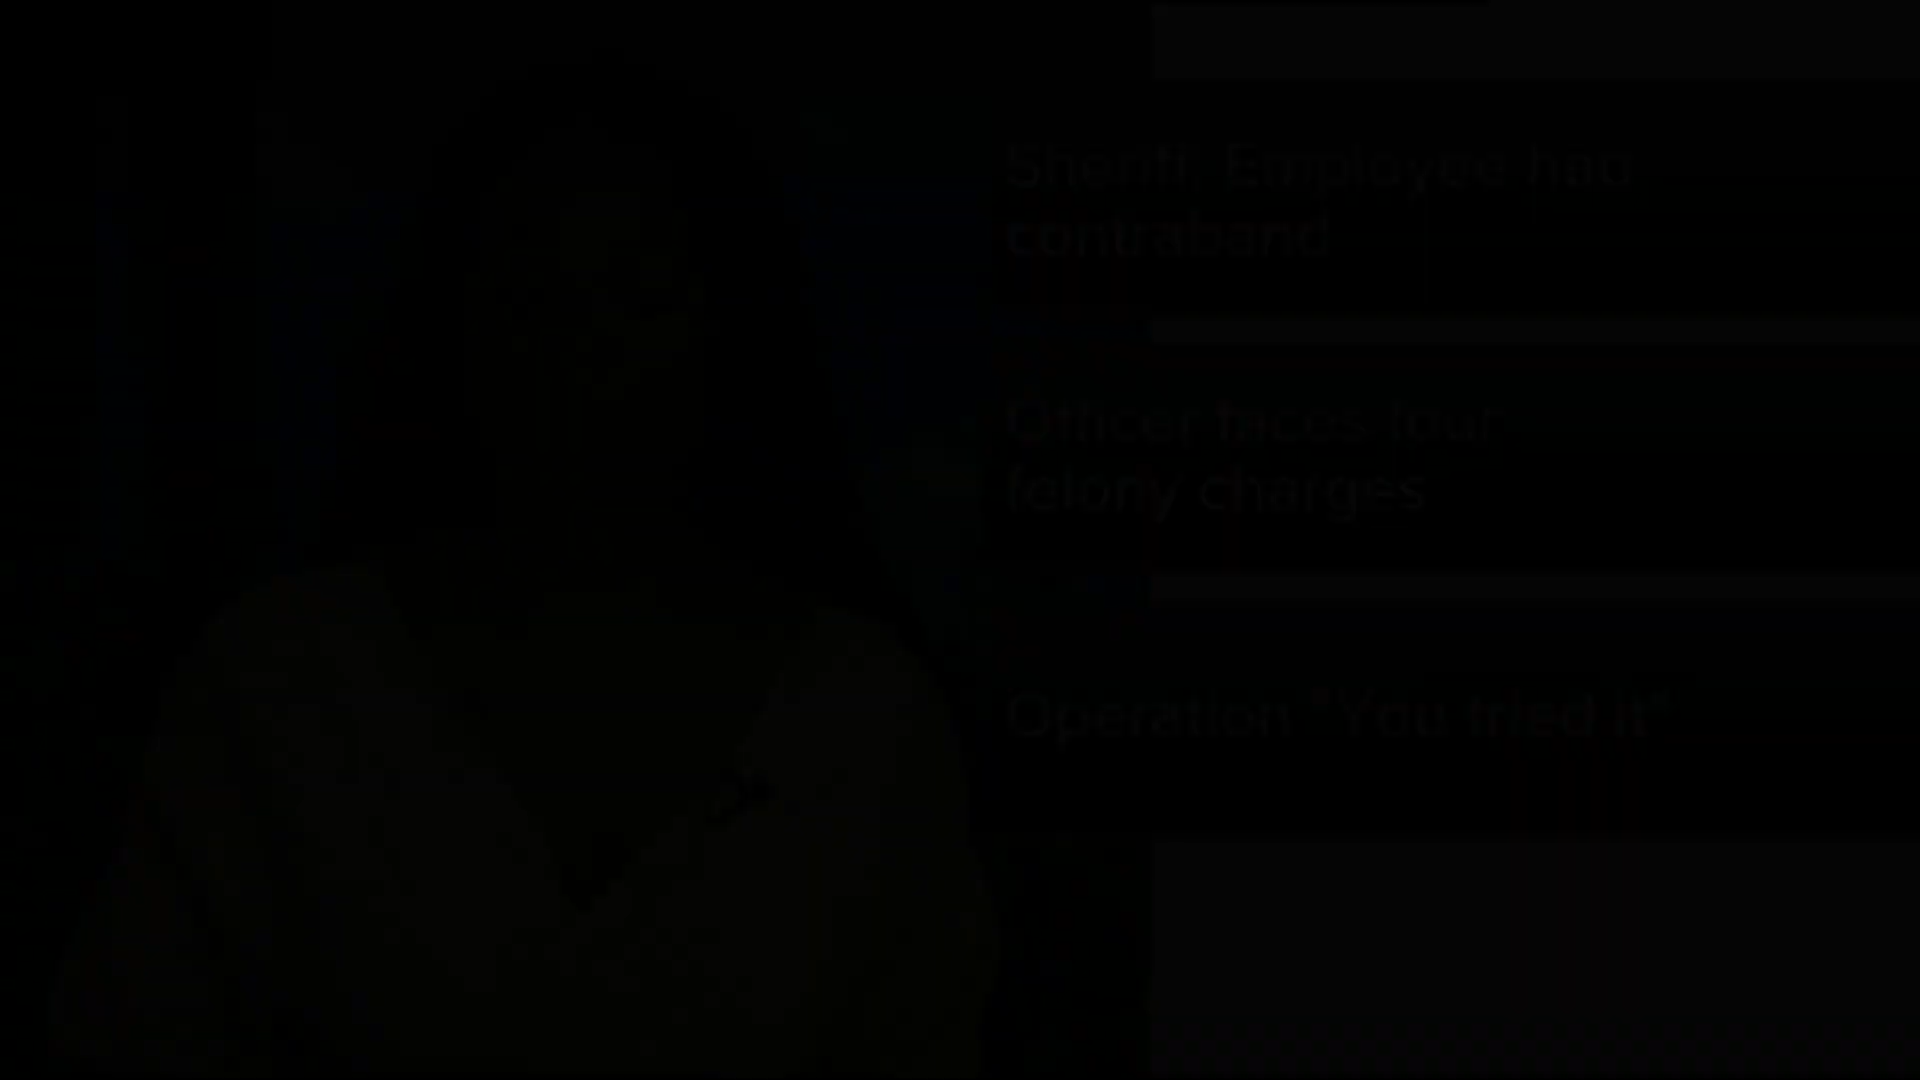 Sheriff: Employee had
contraband
Officer faces four
felony charges
Operation "You tried it"